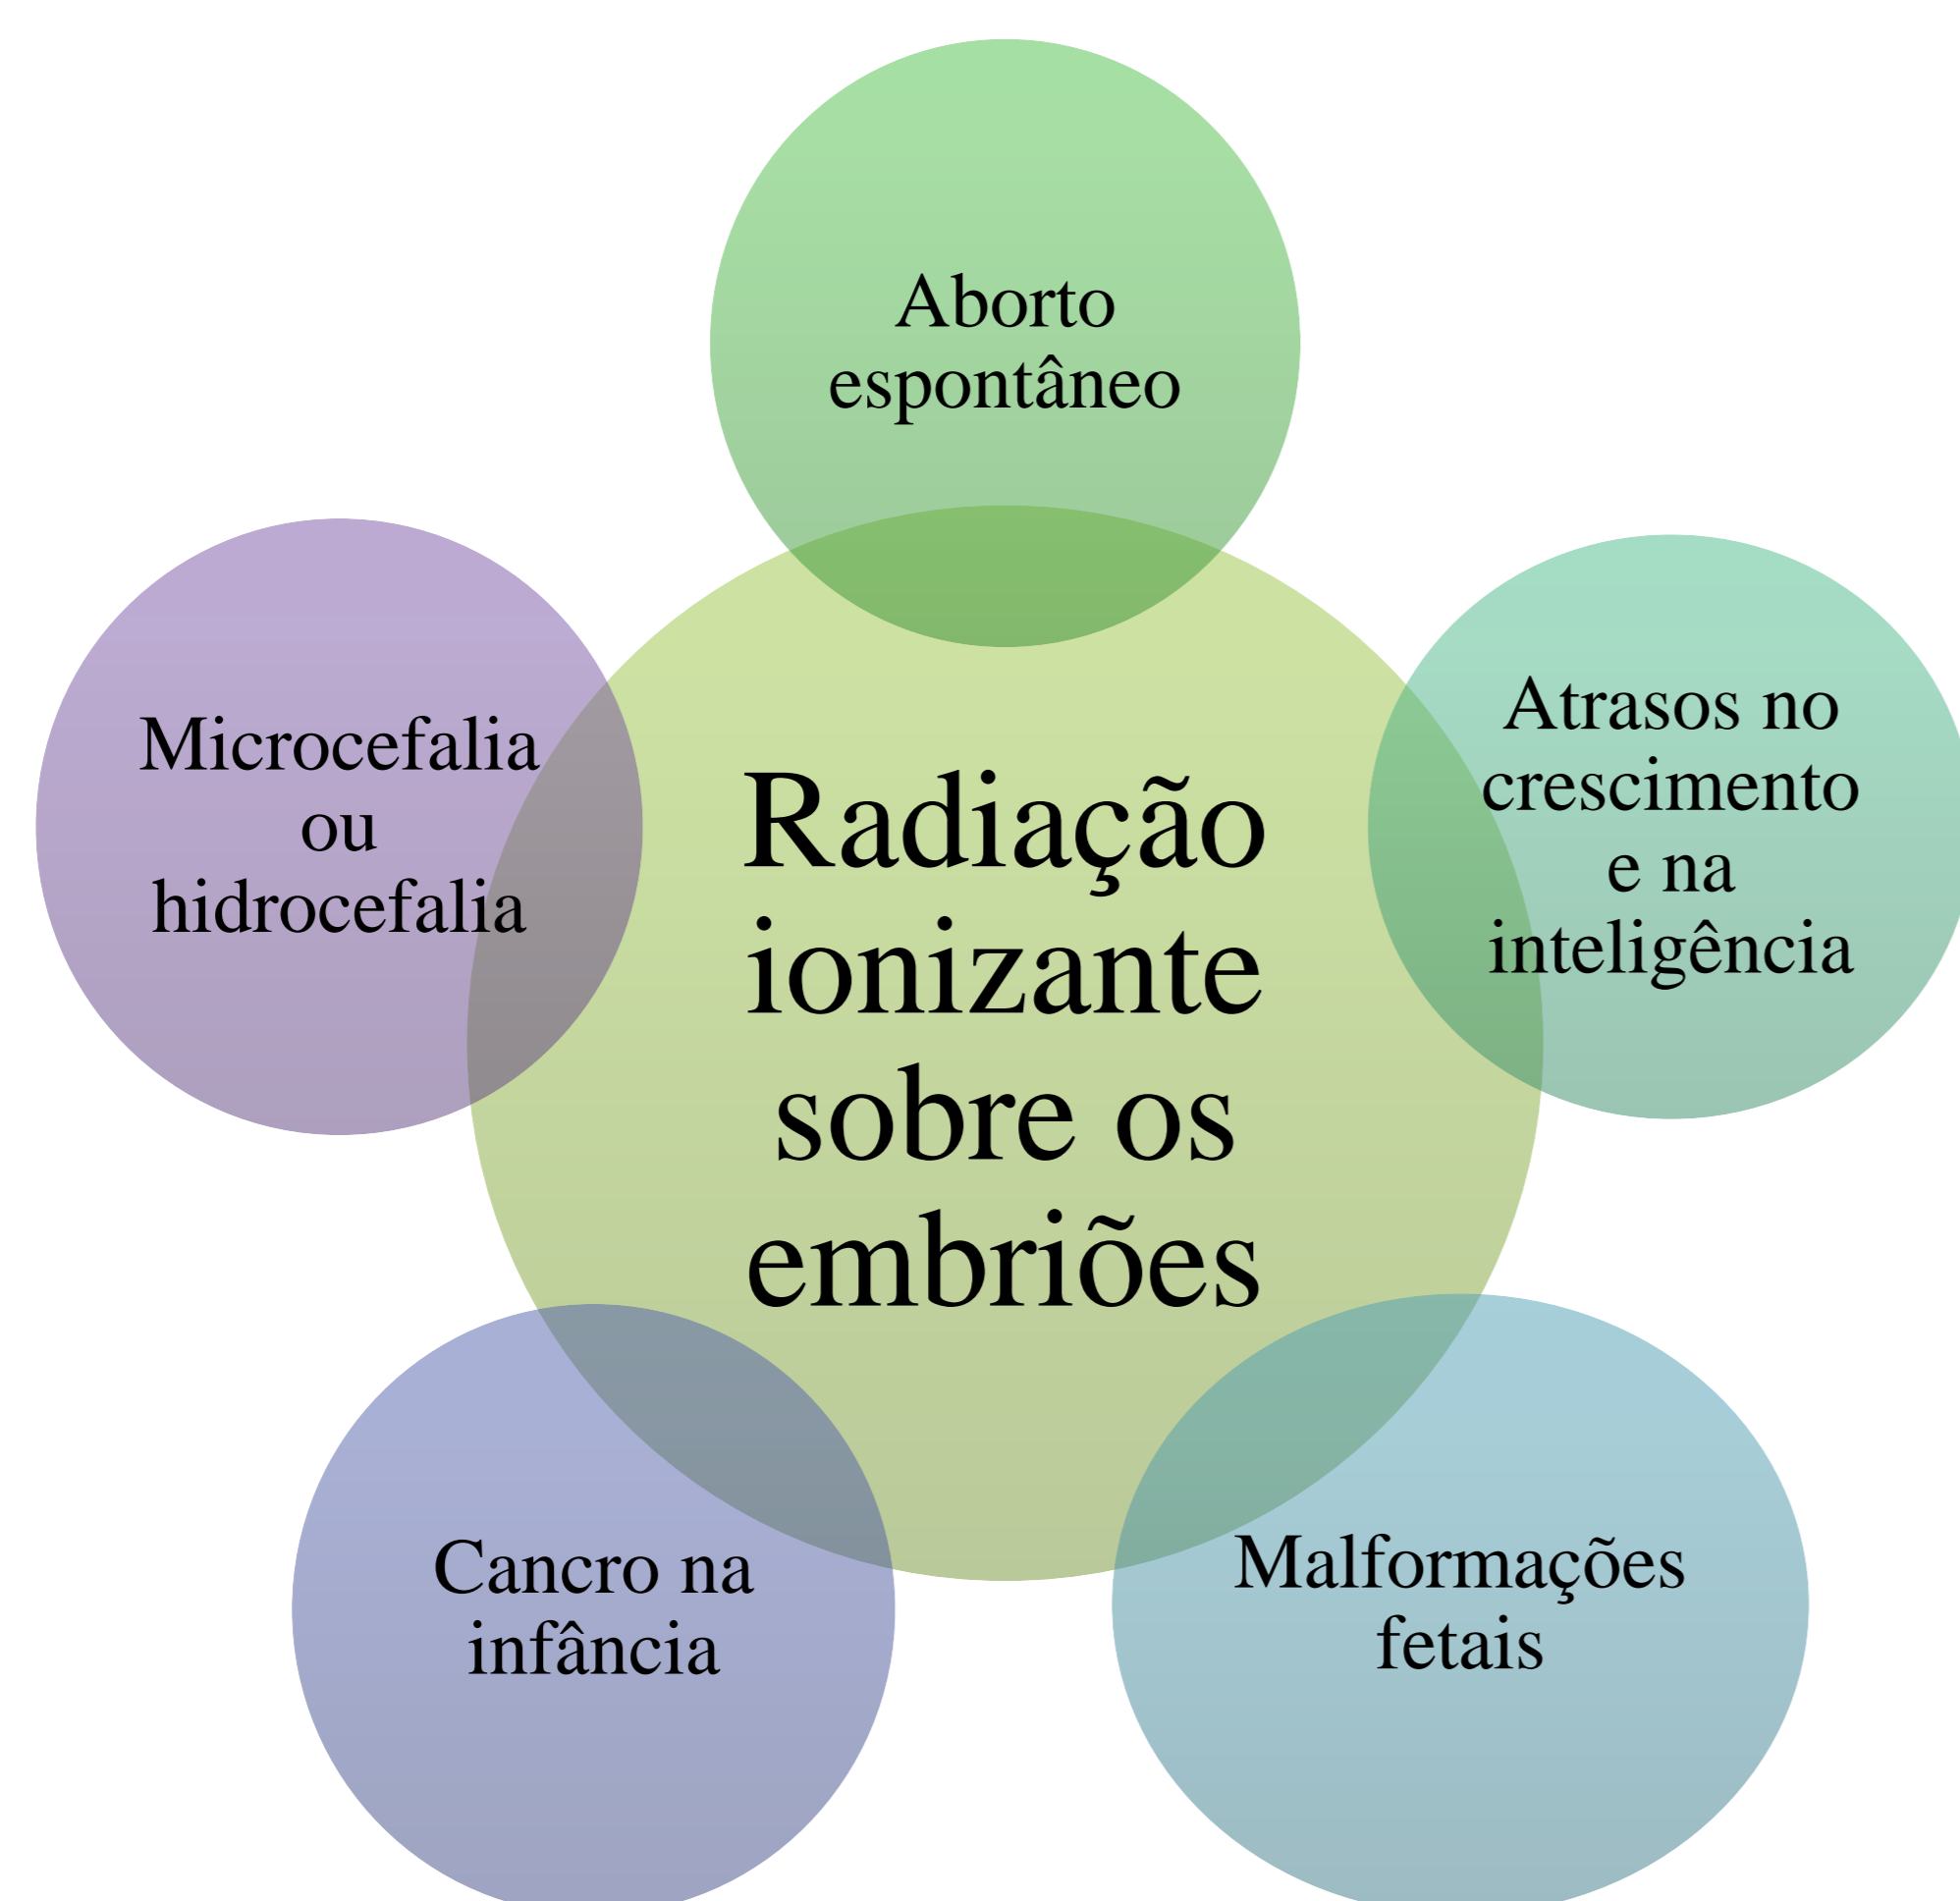 Aborto
espontâneo
Microcefalia
ou
hidrocefalia
Radiação
ionizante
sobre os
embriões
Atrasos no
crescimento
e na
inteligência
Cancro na
infância
Malformações
fetais